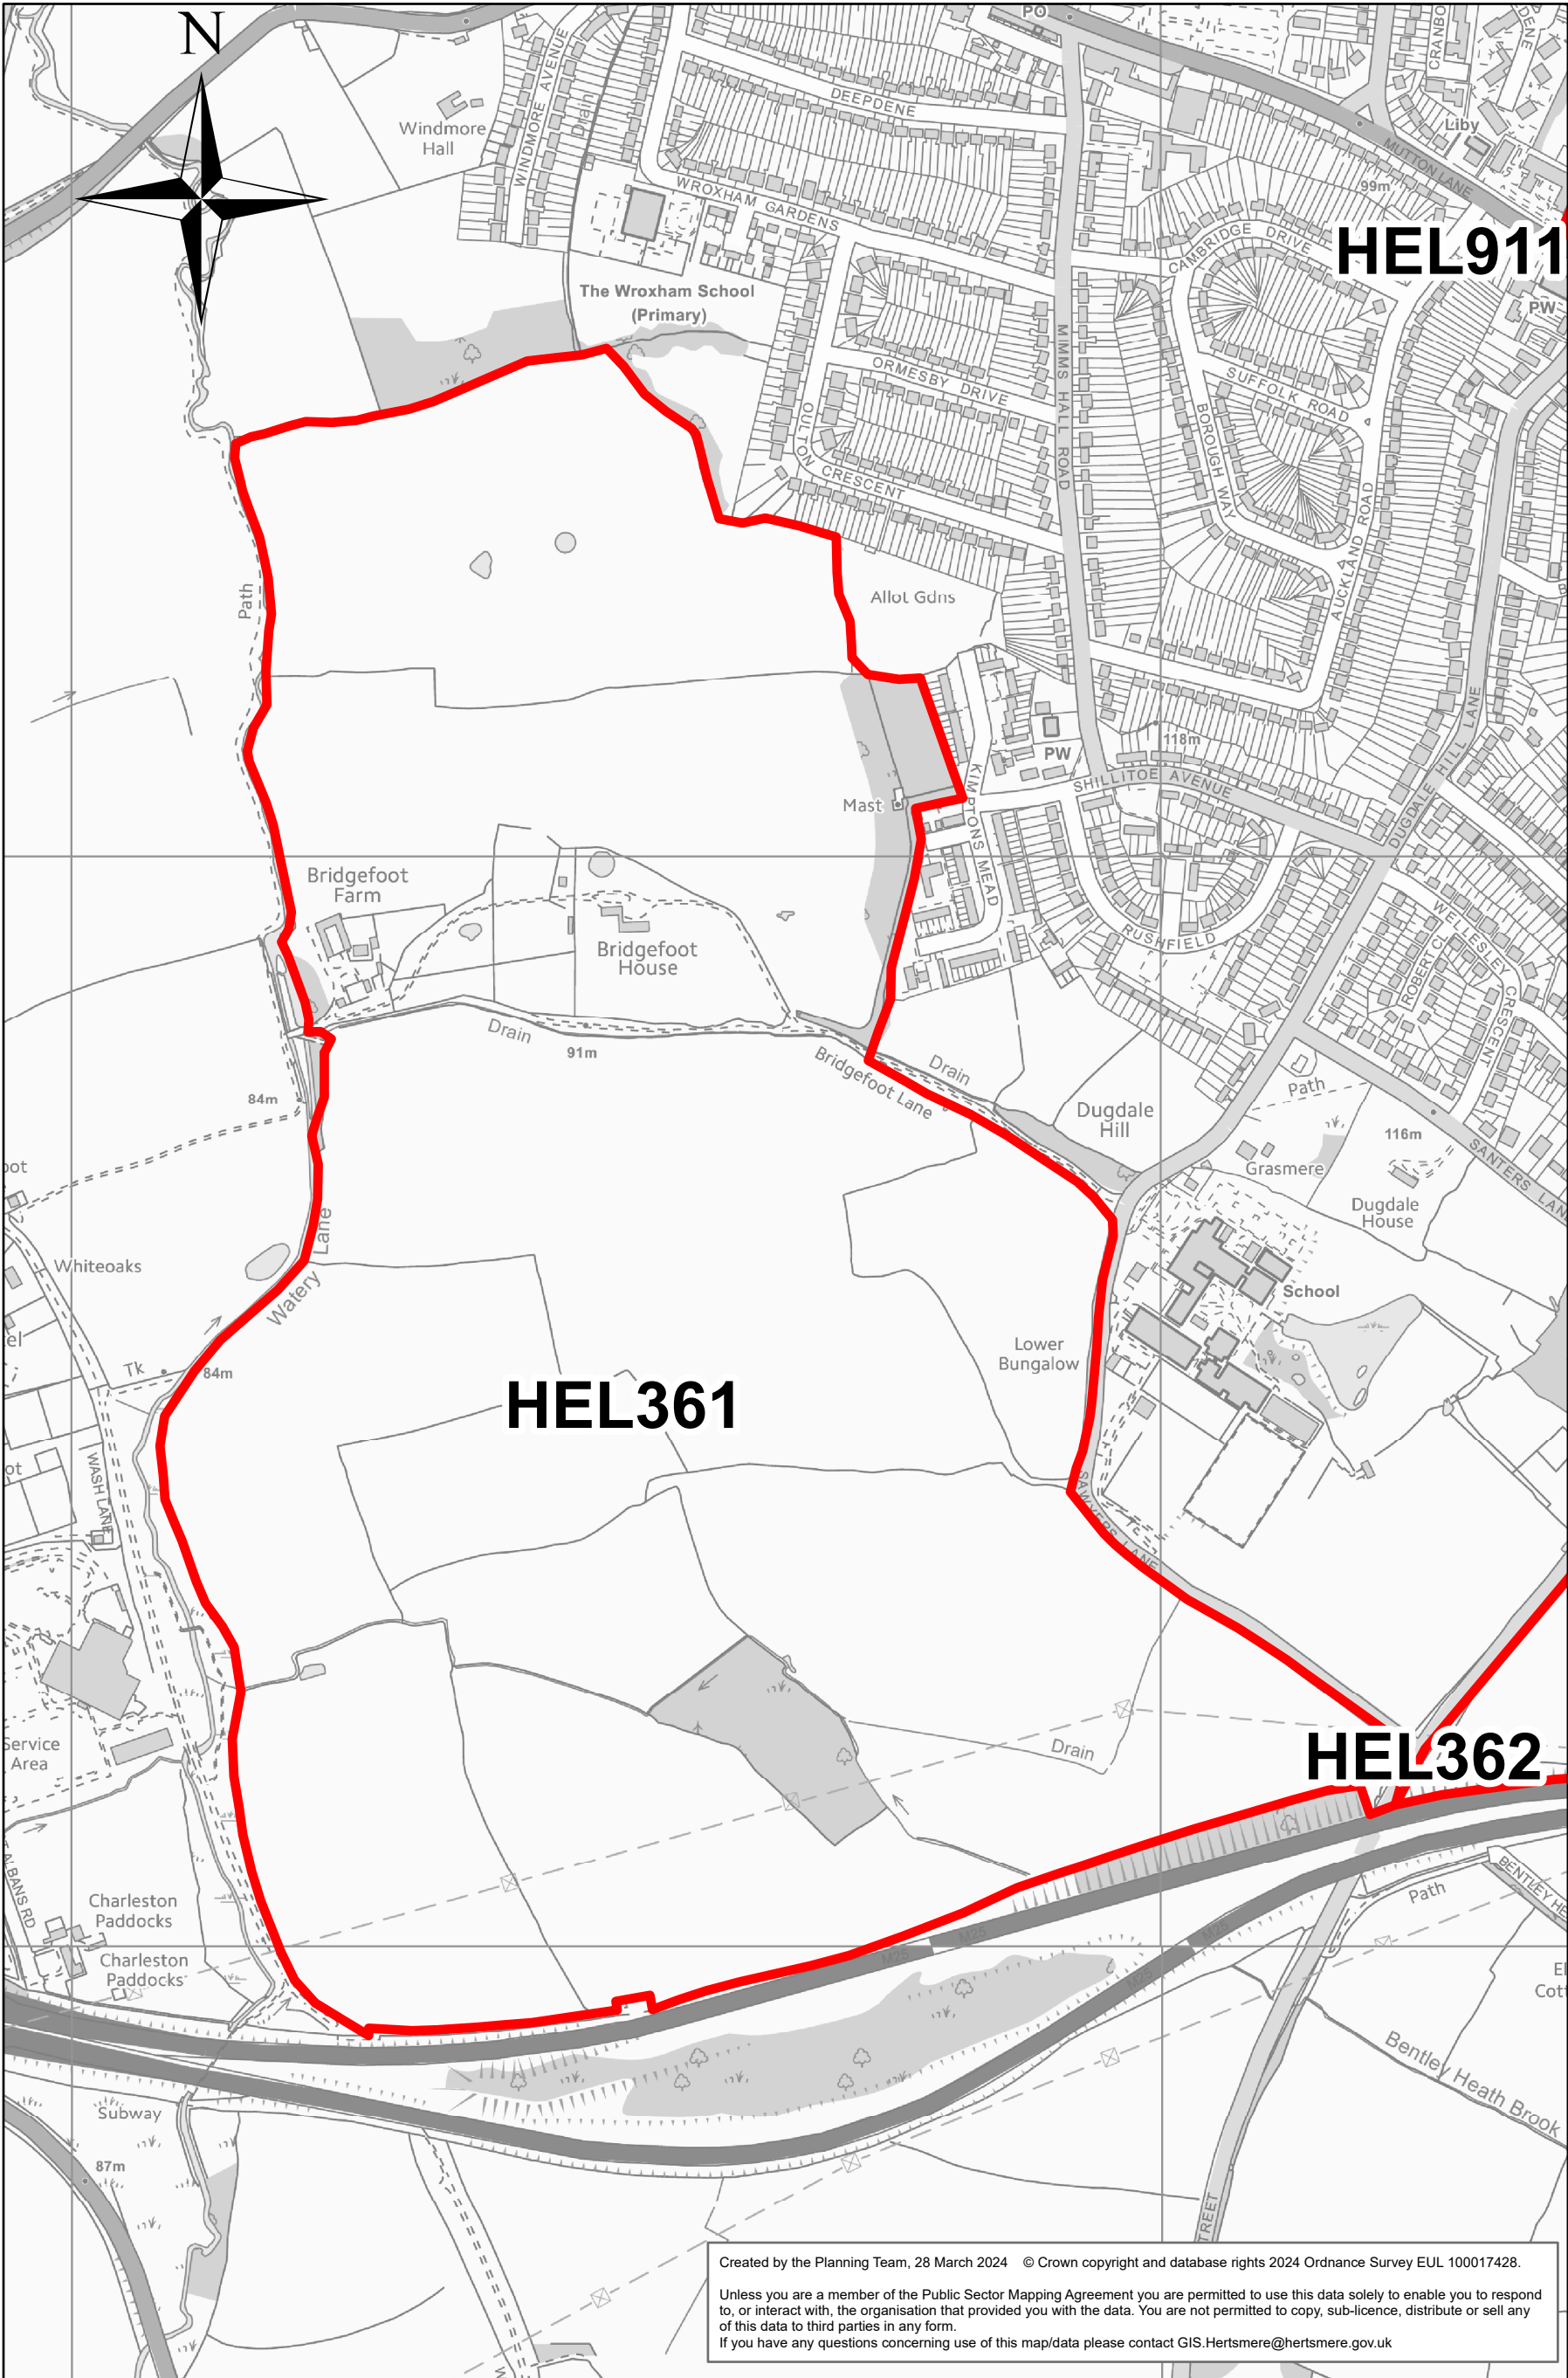 N
PO
DEEPDENE
WINDMORE AVENUE
Drain
Windmore
Hall
Liby
MUTTON LANE
99m
WROXHAM GARDENS
CAMBRIDGE DRIVE
HEL911
PW
The Wroxham School
(Primary)
MIMMS HALL ROAD
ORMESBY DRIVE
SUFFOLK ROAD
OULTON CRESCENT
BOROUGH WAY
AUCKLAND ROAD
Path
Allot Gdns
PW
118m
KIMPTONS MEAD
SHILLITOE AVENUE
DUGDALE HILL LANE
Mast
Bridgefoot
Farm
Bridgefoot
House
RUSHFIELD
WELLESLEY CRESCENT
Drain
91m
Bridgefoot Lane
Drain
84m
Dugdale
Hill
Path
116m
SANTERS LANE
Grasmere
Dugdale
House
Whiteoaks
Watery Lane
School
Lower
Bungalow
Tk
84m
HEL361
WASH LANE
SAWYERS LANE
Service
Area
Drain
HEL362
ALBANS RD
Charleston
Paddocks
Charleston
Paddocks
M25
M25
M25
M25
Path
Bentley Heath Brook
Subway
87m
Created by the Planning Team, 28 March 2024 © Crown copyright and database rights 2024 Ordnance Survey EUL 100017428.
Unless you are a member of the Public Sector Mapping Agreement you are permitted to use this data solely to enable you to respond
to, or interact with, the organisation that provided you with the data. You are not permitted to copy, sub-licence, distribute or sell any
of this data to third parties in any form.
If you have any questions concerning use of this map/data please contact GIS.Hertsmere@hertsmere.gov.uk